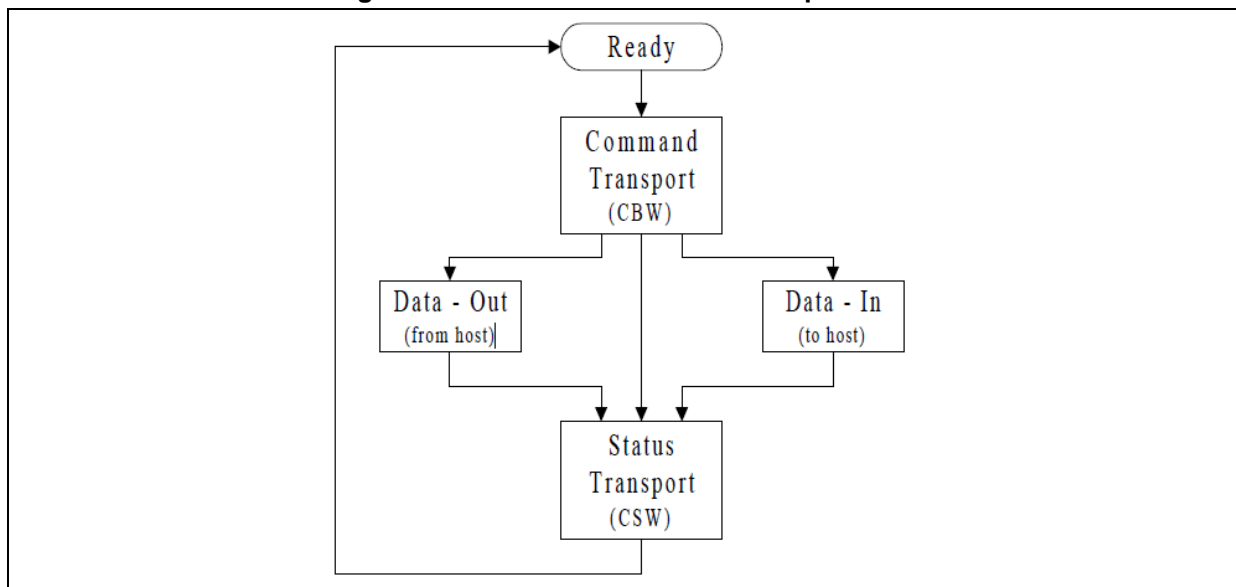 Ready
Command
Transport
(CBW)
Data - Out
(from host)
Data - In
(to host)
Status
Transport
(CSW)